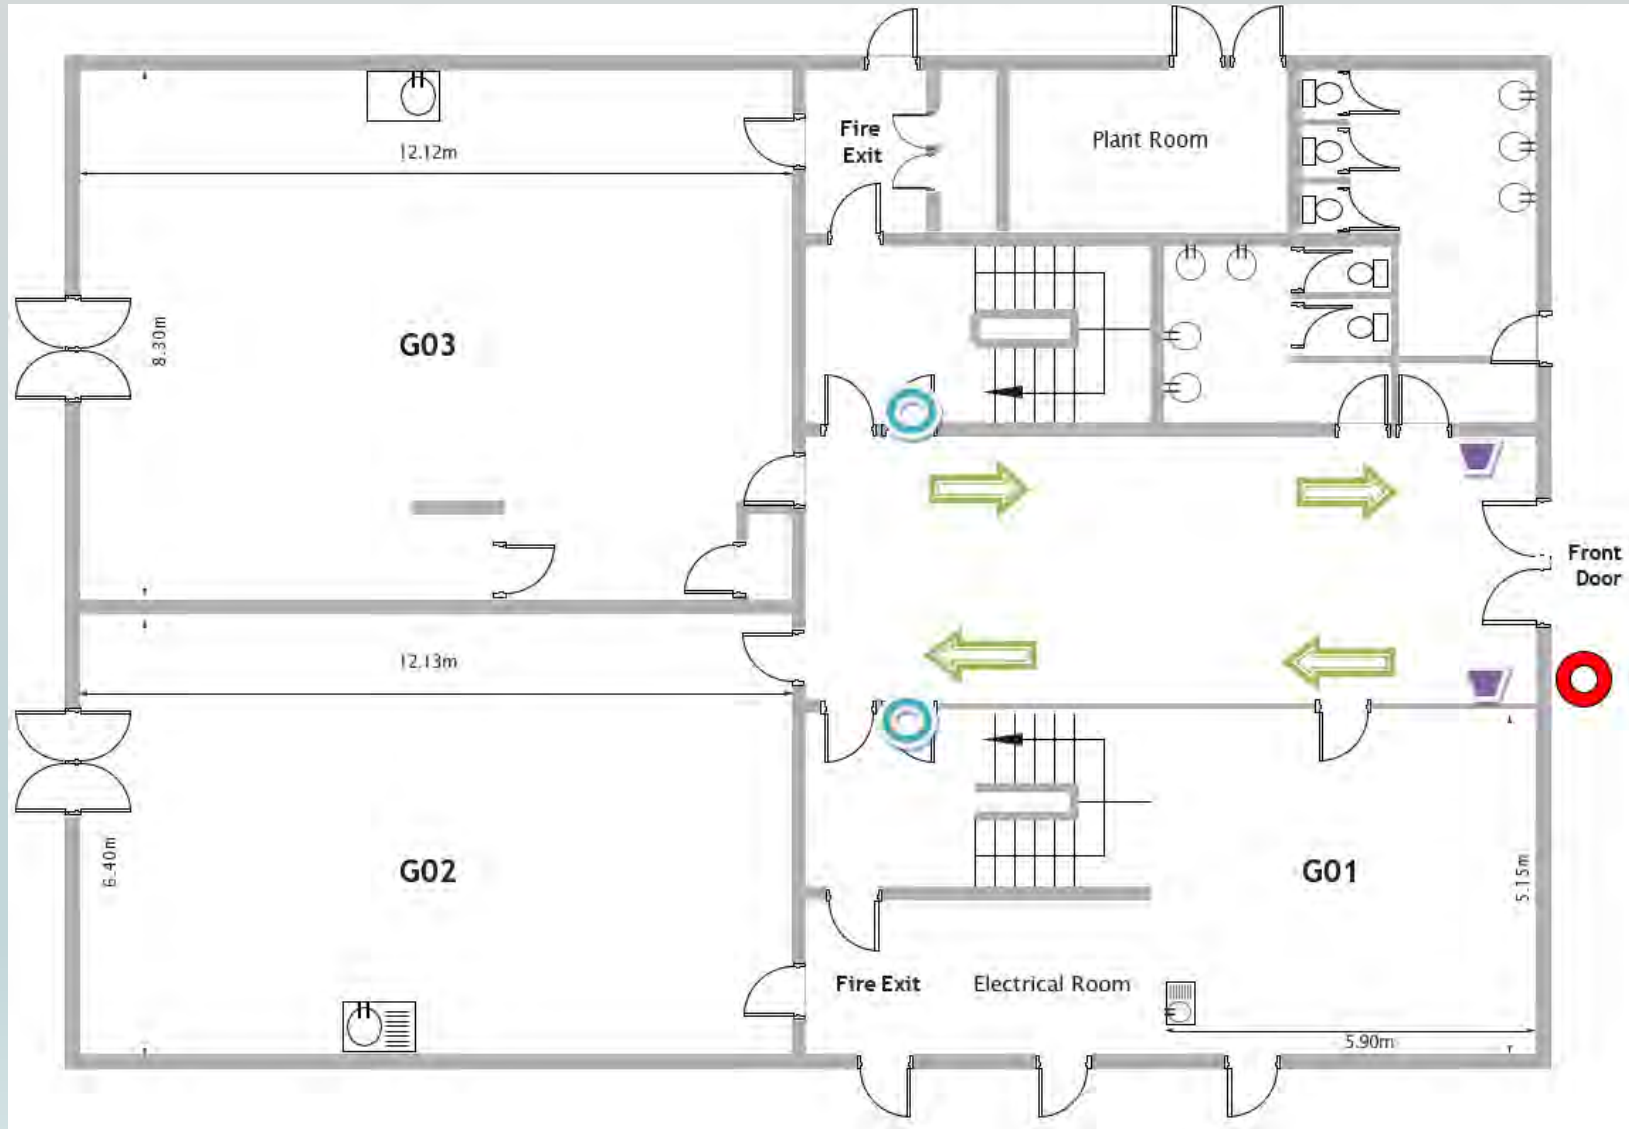 Fire
Exit
Plant Room
12.12m
G03
8.30m
Front
Door
12.13m
G02
6.40m
G01
5.15m
Fire Exit
Electrical Room
5.90m